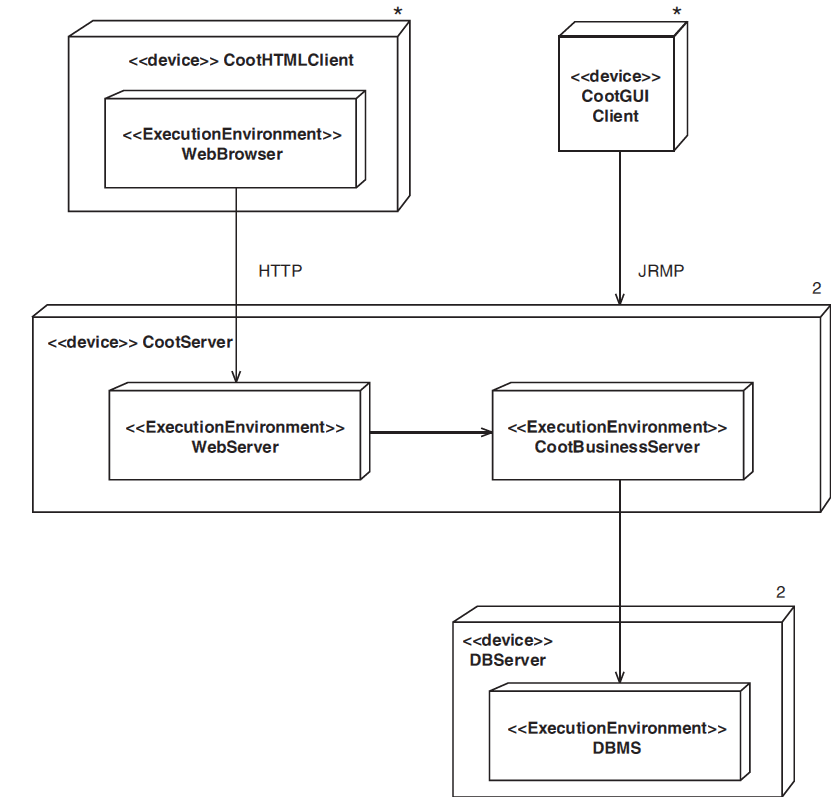 *
<<device>> CootHTMLClient
<<ExecutionEnvironment>>
WebBrowser
*
<<device>>
CootGUI
Client
HTTP
JRMP
2
<<device>> CootServer
<<ExecutionEnvironment>>
WebServer
<<ExecutionEnvironment>>
CootBusinessServer
2
<<device>>
DBServer
<<ExecutionEnvironment>>
DBMS